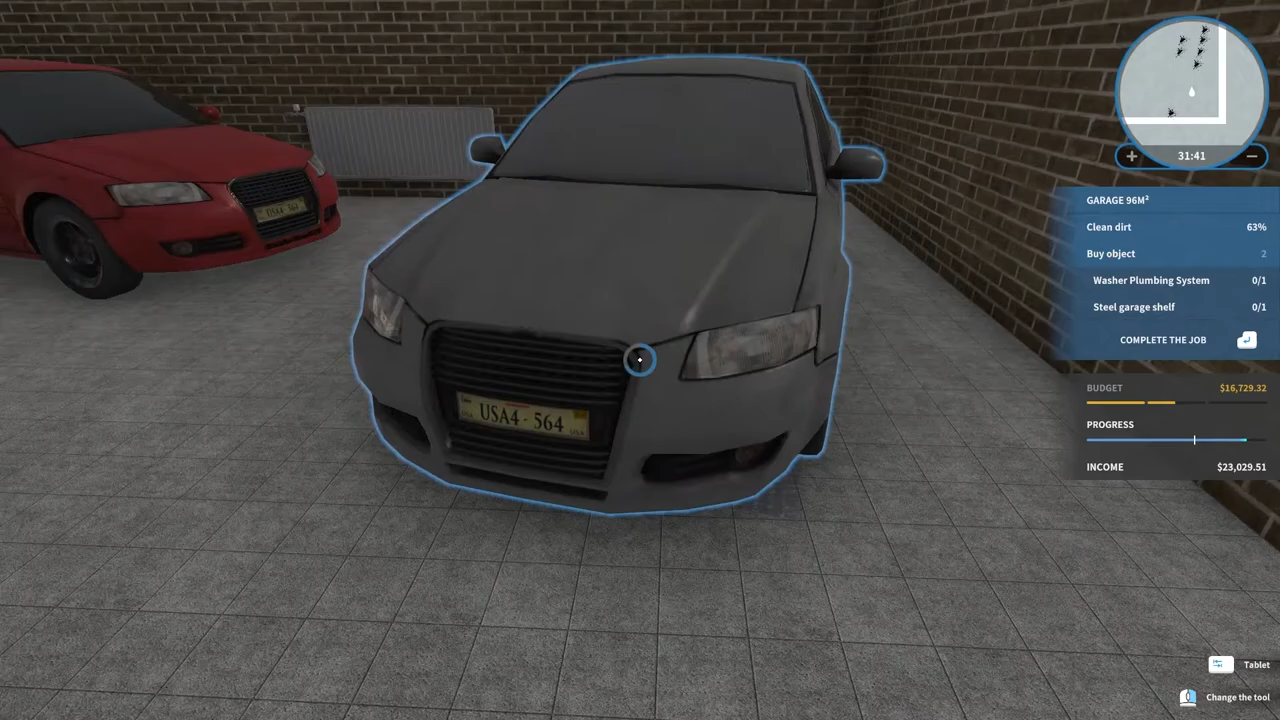 31:41
GARAGE 96M²
Clean dirt 63%
Buy object 2
Washer Plumbing System 0/1
Steel garage shelf 0/1
COMPLETE THE JOB
BUDGET $16,729.32
PROGRESS
INCOME $23,029.51
USA4 - 564
USA4 - 564
Tablet
Change the tool